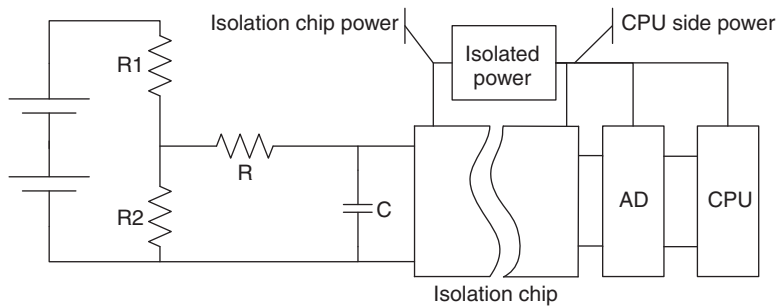 Isolation chip power
CPU side power
Isolated
power
R1
R
R2
C
AD
CPU
Isolation chip